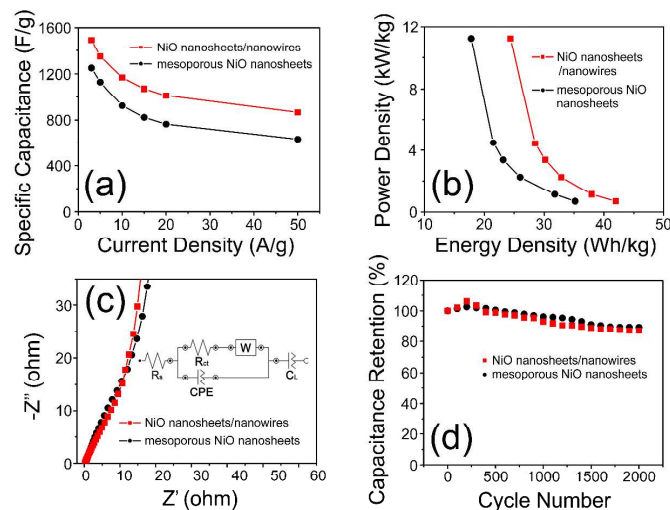 Specific Capacitance (F/g)
1600
1200
800
400
0
NiO nanosheets/nanowires
mesoporous NiO nanosheets
(a)
0 10 20 30 40 50
Current Density (A/g)
Power Density (kW/kg)
12
8
4
0
NiO nanosheets
/nanowires
mesoporous NiO
nanosheets
(b)
10 20 30 40 50
Energy Density (Wh/kg)
-Z'' (ohm)
30
20
10
0
(c)
Rs
Rct
W
CPE
CL
NiO nanosheets/nanowires
mesoporous NiO nanosheets
0 10 20 30 40 50 60
Z' (ohm)
Capacitance Retention (%)
120
100
80
60
40
20
0
NiO nanosheets/nanowires
mesoporous NiO nanosheets
(d)
0 500 1000 1500 2000
Cycle Number